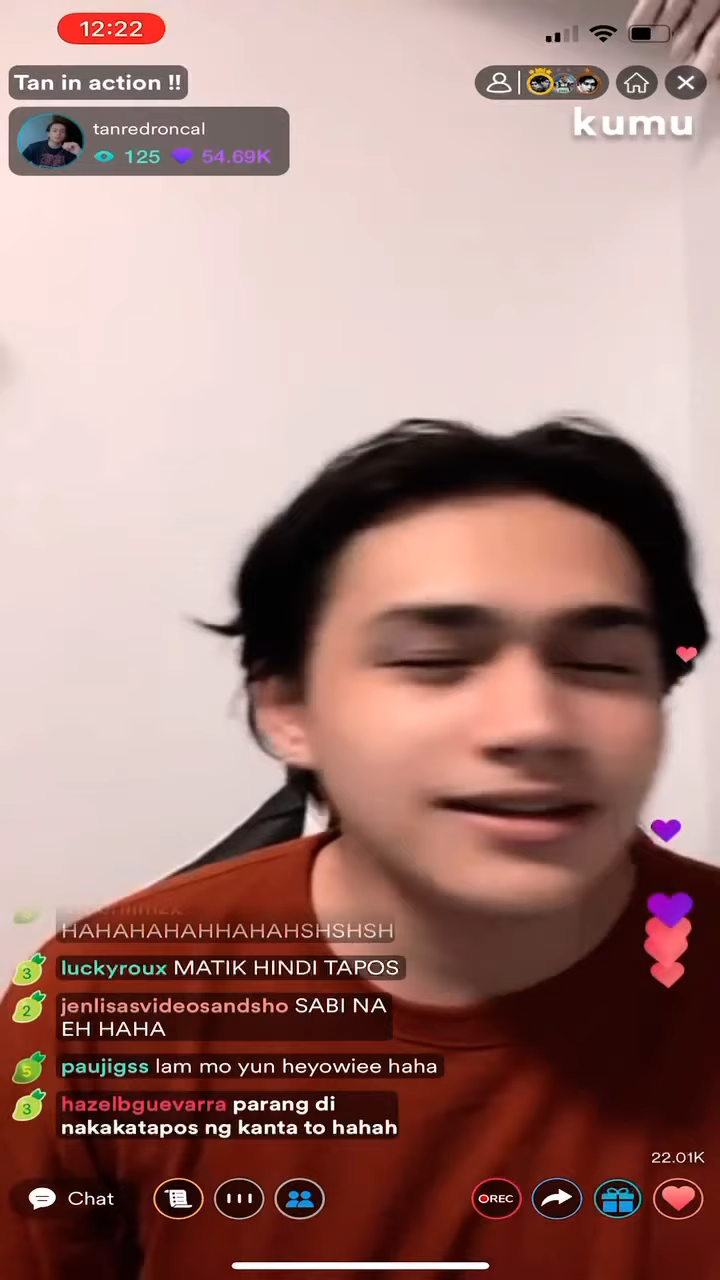 12:22
Tan in action !!
tanredroncal
125
54.69K
kumu
HAHAHAHAHHAHAHSHSHSH
3
luckyroux MATIK HINDI TAPOS
2
jenlisasvideosandsho SABI NA
EH HAHA
5
paujigss lam mo yun heyowiee haha
3
hazelbguevarra parang di
nakakatapos ng kanta to hahah
22.01K
Chat
REC